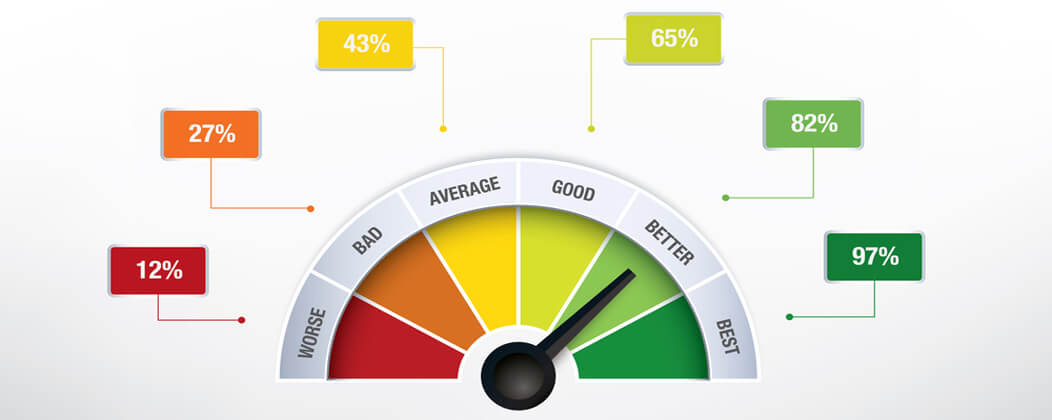 43%
65%
27%
82%
12%
97%
WORSE
BAD
AVERAGE
GOOD
BETTER
BEST